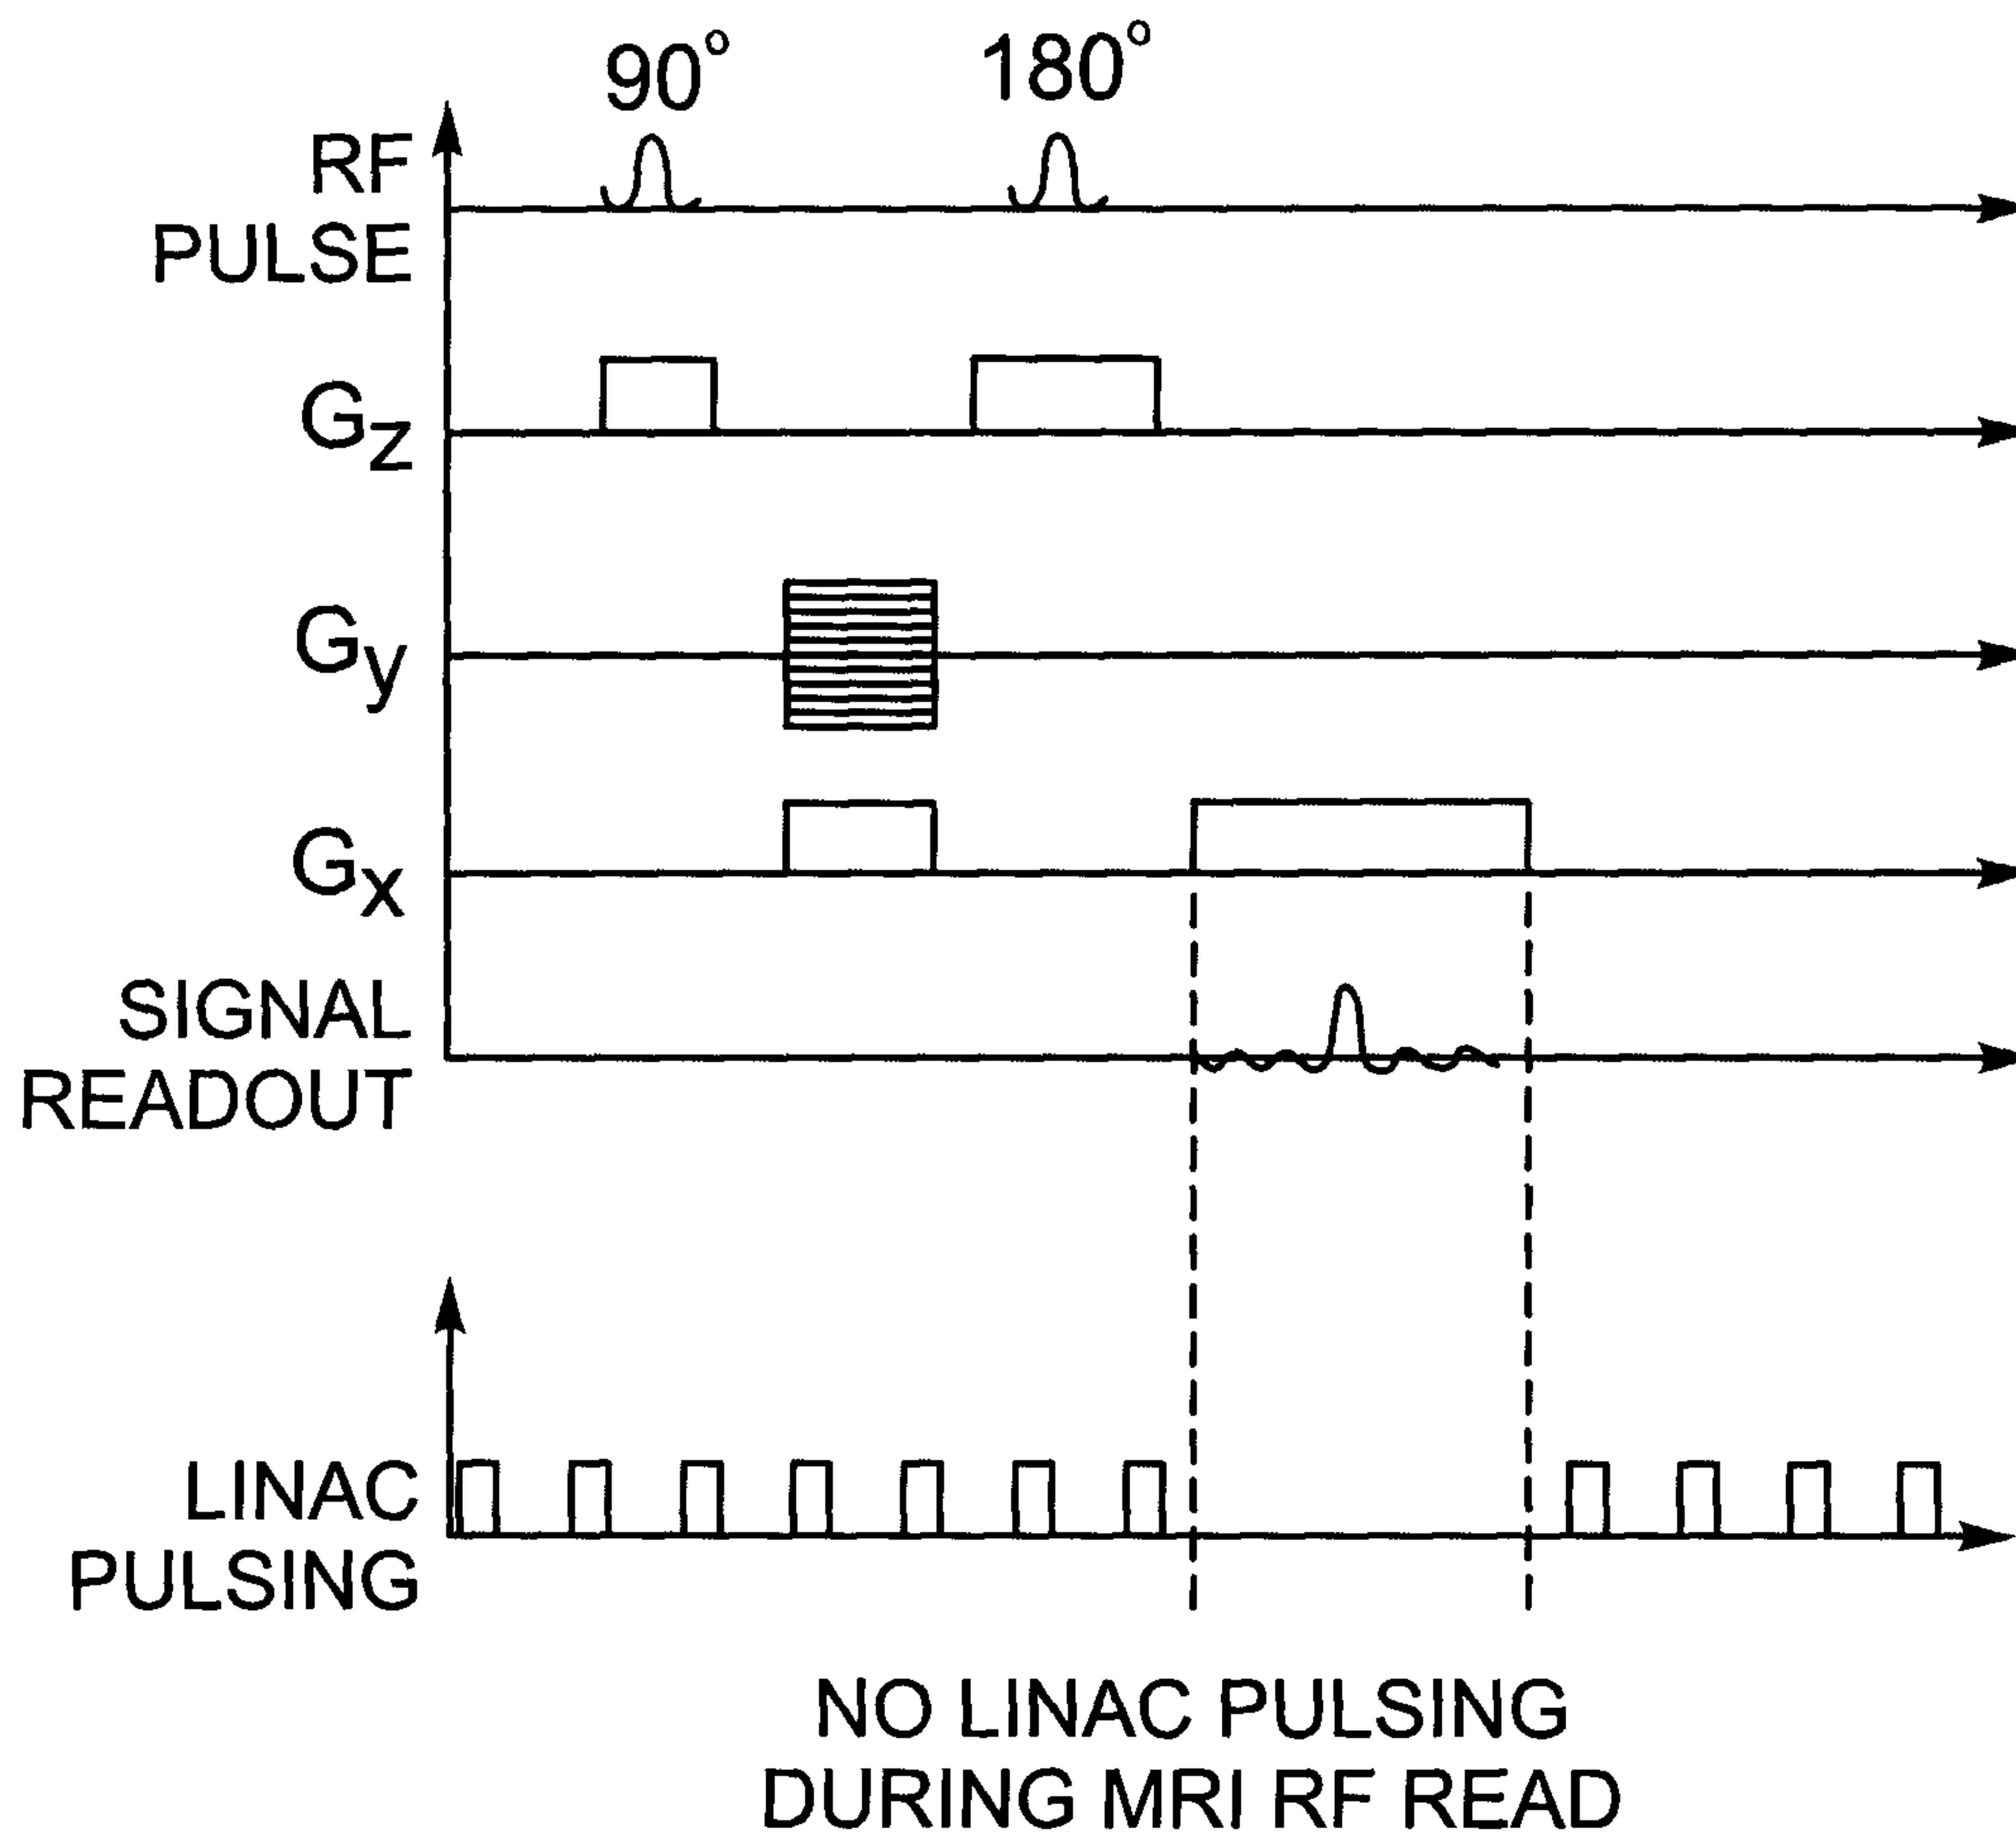 90°
180°
RF
PULSE
Gz
Gy
Gx
SIGNAL
READOUT
LINAC
PULSING
NO LINAC PULSING
DURING MRI RF READ